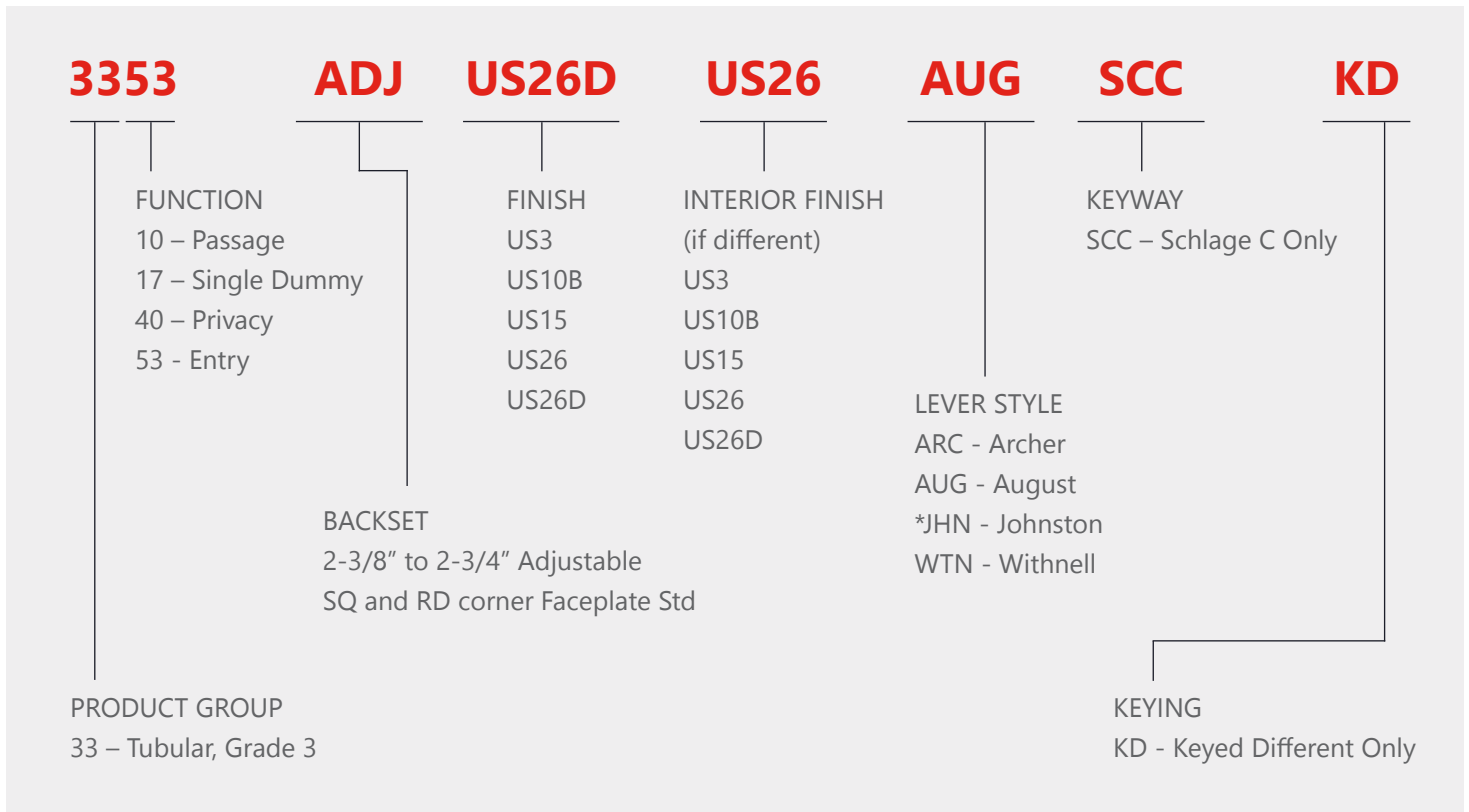 3353 ADJ US26D US26 AUG SCC KD
FUNCTION
10 – Passage
17 – Single Dummy
40 – Privacy
53 - Entry
FINISH
US3
US10B
US15
US26
US26D
INTERIOR FINISH
(if different)
US3
US10B
US15
US26
US26D
KEYWAY
SCC – Schlage C Only
LEVER STYLE
ARC - Archer
AUG - August
*JHN - Johnston
WTN - Withnell
BACKSET
2-3/8” to 2-3/4” Adjustable
SQ and RD corner Faceplate Std
PRODUCT GROUP
33 – Tubular, Grade 3
KEYING
KD - Keyed Different Only